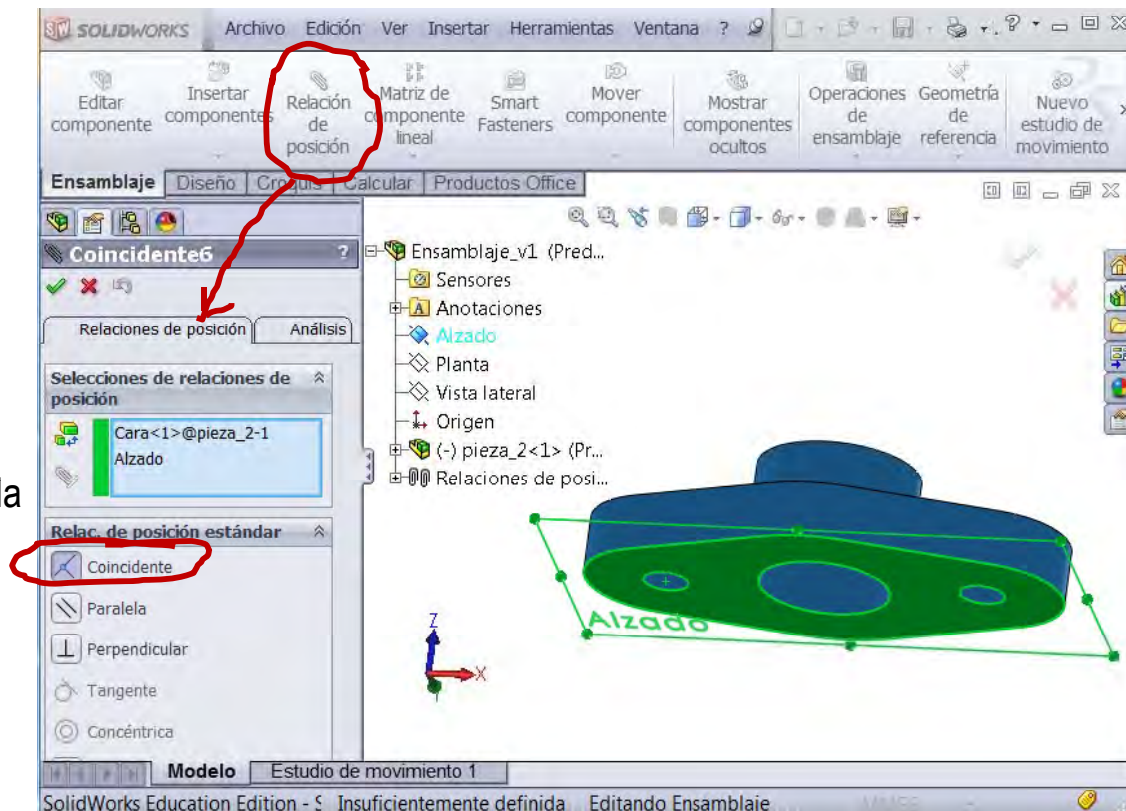 SOLIDWORKS Archivo Edición Ver Insertar Herramientas Ventana ?
Editar componente
Insertar componentes
Relación de posición
Matriz de componente lineal
Smart Fasteners
Mover componente
Mostrar componentes ocultos
Operaciones de ensamblaje
Geometría de referencia
Nuevo estudio de movimiento
Ensamblaje Diseño Croquis Calcular Productos Office
Coincidente6 ?
Relaciones de posición Análisis
Selecciones de relaciones de
posición
Cara<1>@pieza_2-1
Alzado
la
Relac. de posición estándar
Coincidente
Paralela
Perpendicular
Tangente
Concéntrica
Ensamblaje_v1 (Pred...
Sensores
A Anotaciones
Alzado
Planta
Vista lateral
Origen
(-) pieza_2<1> (Pr...
Relaciones de posi...
Alzado
Z
X
Modelo Estudio de movimiento 1
SolidWorks Education Edition - S Insuficientemente definida Editando Ensamblaje